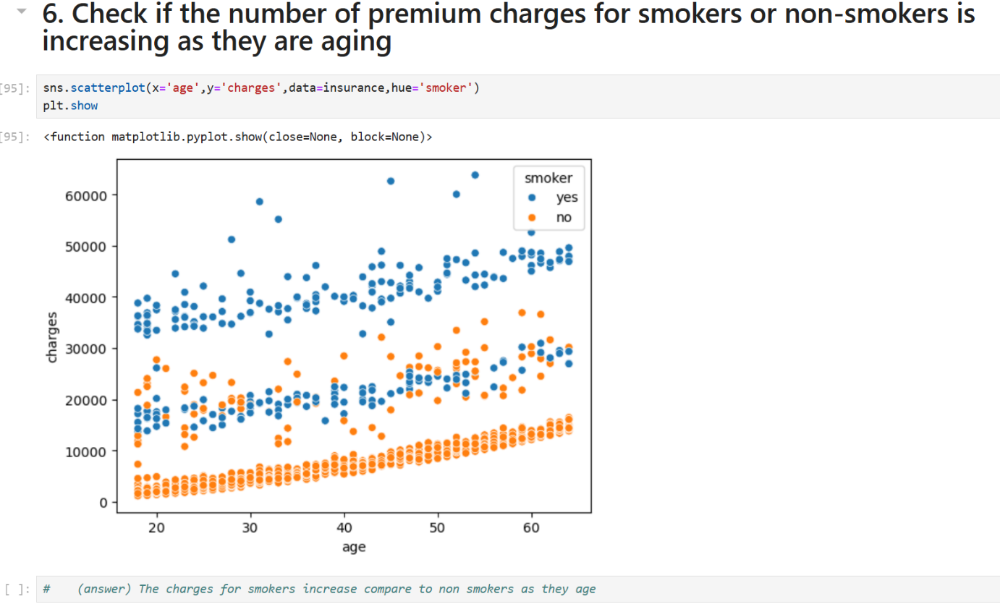 6. Check if the number of premium charges for smokers or non-smokers is
increasing as they are aging
[95]: sns.scatterplot(x='age',y='charges',data=insurance,hue='smoker')
plt.show
[95]: <function matplotlib.pyplot.show(close=None, block=None)>
smoker
yes
no
60000
50000
40000
30000
20000
10000
0
charges
20 30 40 50 60
age
[ ]: # (answer) The charges for smokers increase compare to non smokers as they age